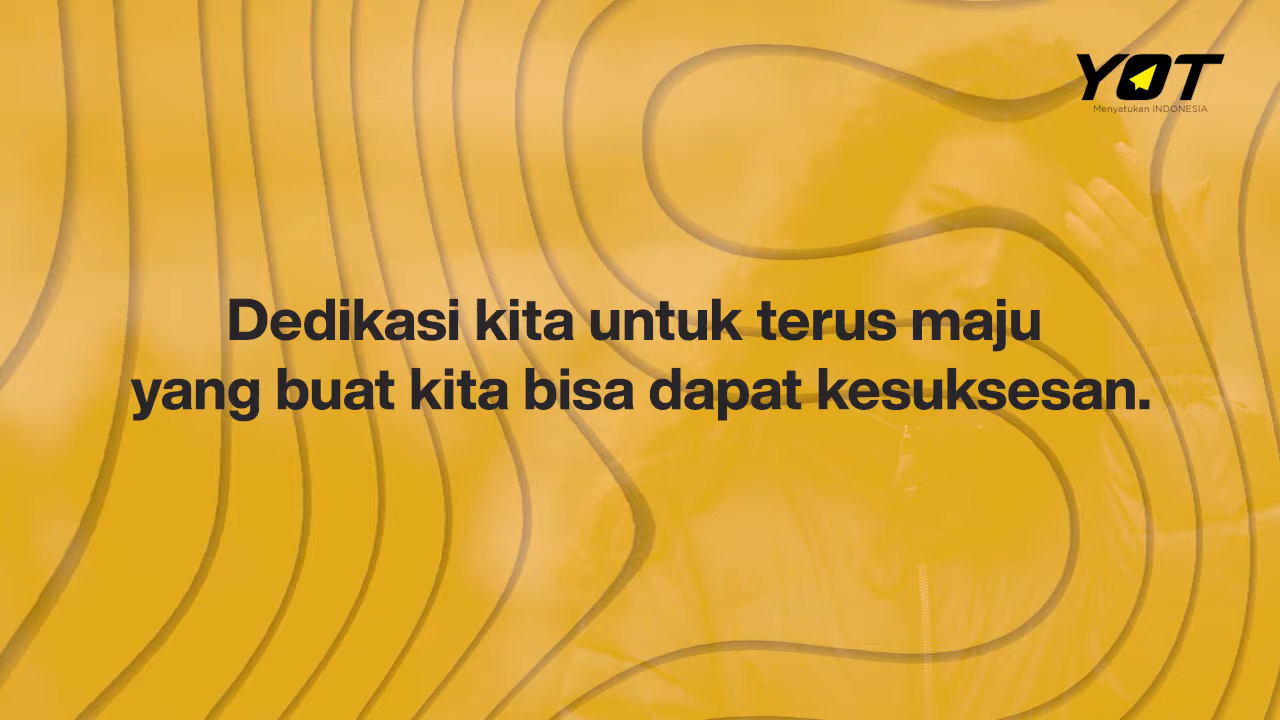 YOT
Menyatukan INDONESIA
Dedikasi kita untuk terus maju
yang buat kita bisa dapat kesuksesan.